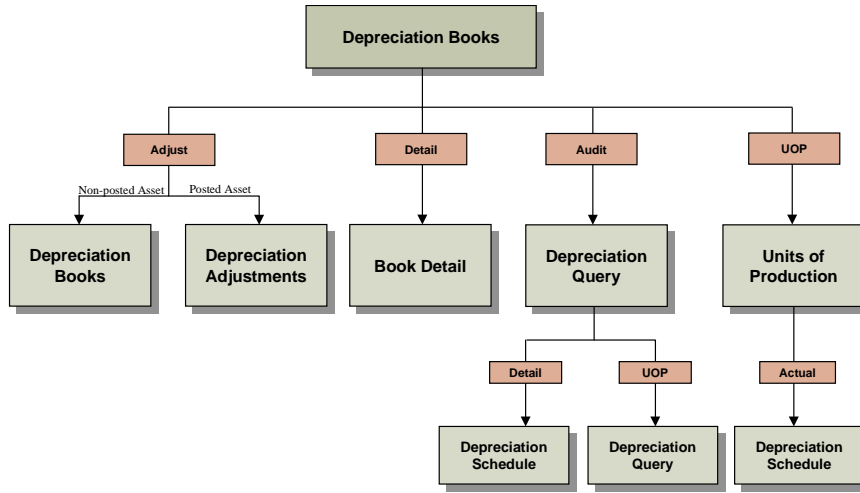 Depreciation Books
Adjust
Detail
Audit
UOP
Non-posted Asset
Posted Asset
Depreciation
Books
Depreciation
Adjustments
Book Detail
Depreciation
Query
Units of
Production
Detail
UOP
Actual
Depreciation
Schedule
Depreciation
Query
Depreciation
Schedule